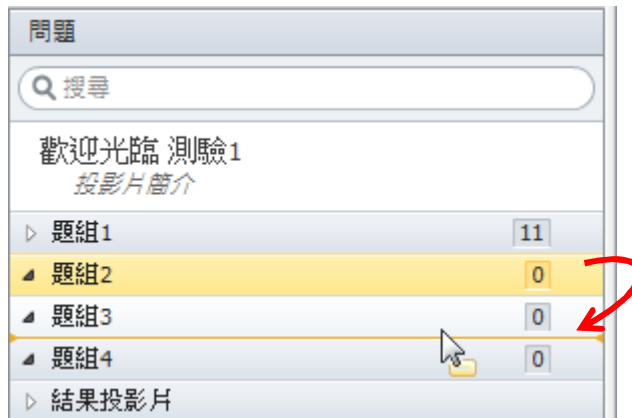 問題
搜尋
歡迎光臨 測驗1
投影片簡介
題組1 11
題組2 0
題組3 0
題組4 0
結果投影片